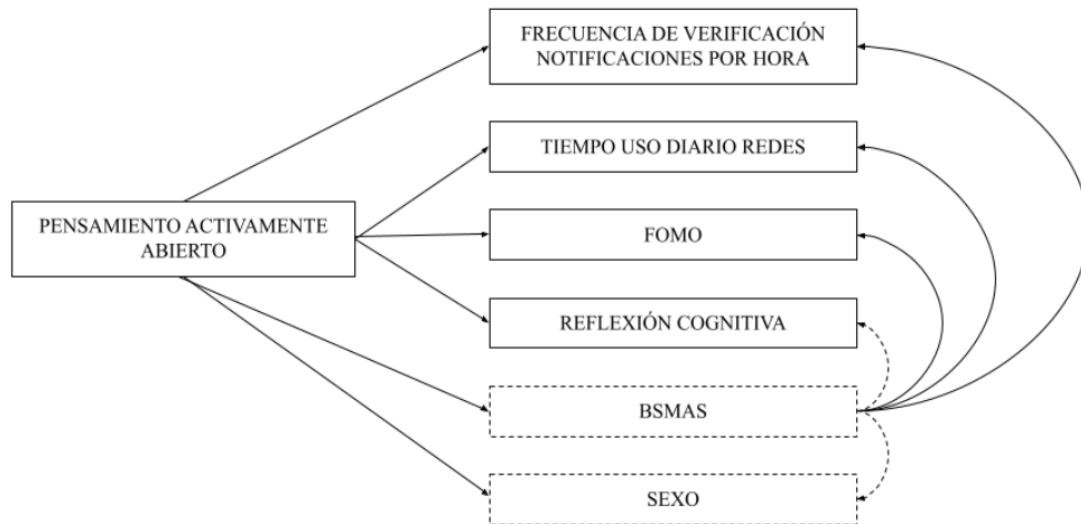 FRECUENCIA DE VERIFICACIÓN
NOTIFICACIONES POR HORA
TIEMPO USO DIARIO REDES
PENSAMIENTO ACTIVAMENTE
ABIERTO
FOMO
REFLEXIÓN COGNITIVA
BSMAS
SEXO